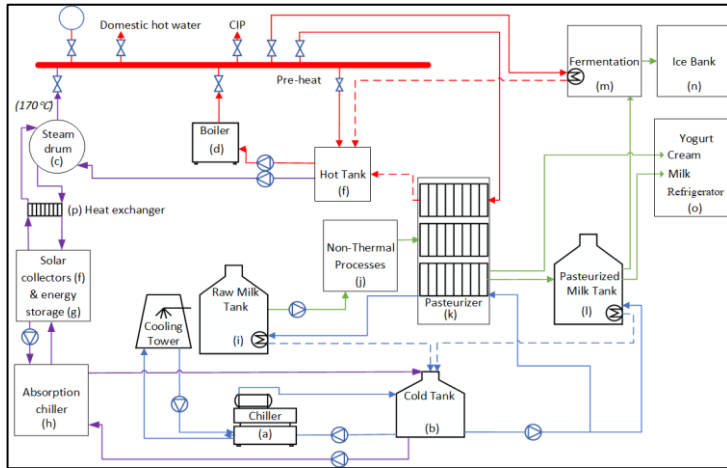 Domestic hot water
CIP
Pre-heat
(170℃)
Steam
drum
(c)
Boiler
(d)
Hot Tank
(f)
Fermentation
(m)
Ice Bank
(n)
Yogurt
Cream
Milk
Refrigerator
(o)
(p) Heat exchanger
Solar
collectors (f)
& energy
storage (g)
Non-Thermal
Processes
(j)
Pasteurizer
(k)
Pasteurized
Milk Tank
(l)
Raw Milk
Tank
(i)
Cooling
Tower
Absorption
chiller
(h)
Chiller
(a)
Cold Tank
(b)